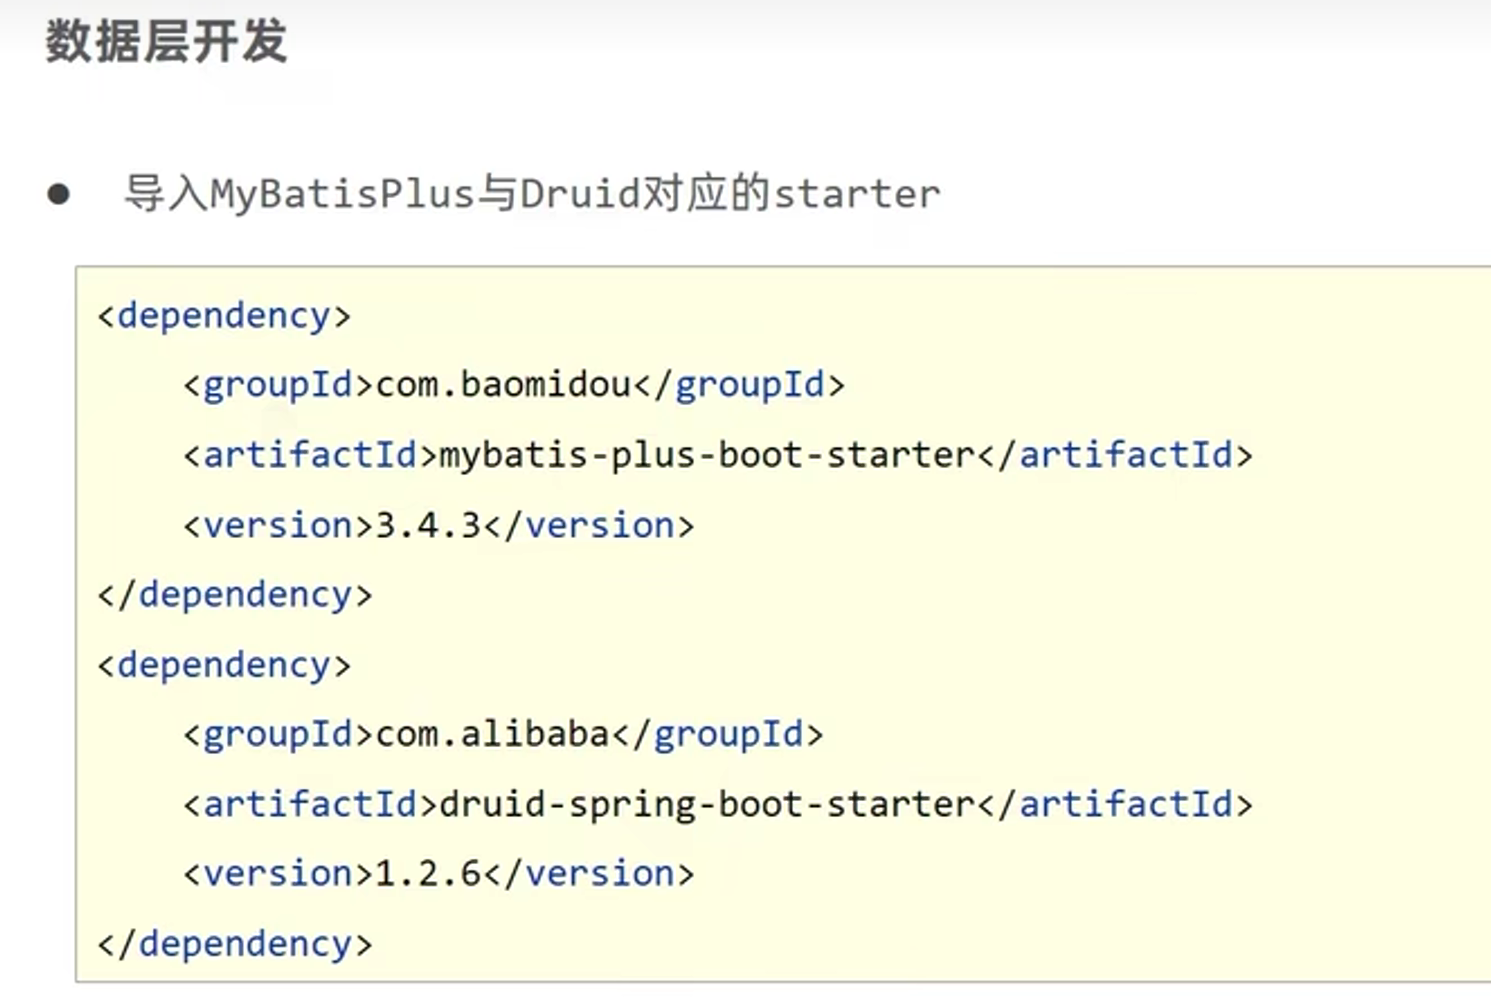 数据层开发
● 导入MyBatisPlus与Druid对应的starter
<dependency>
    <groupId>com.baomidou</groupId>
    <artifactId>mybatis-plus-boot-starter</artifactId>
    <version>3.4.3</version>
</dependency>
<dependency>
    <groupId>com.alibaba</groupId>
    <artifactId>druid-spring-boot-starter</artifactId>
    <version>1.2.6</version>
</dependency>